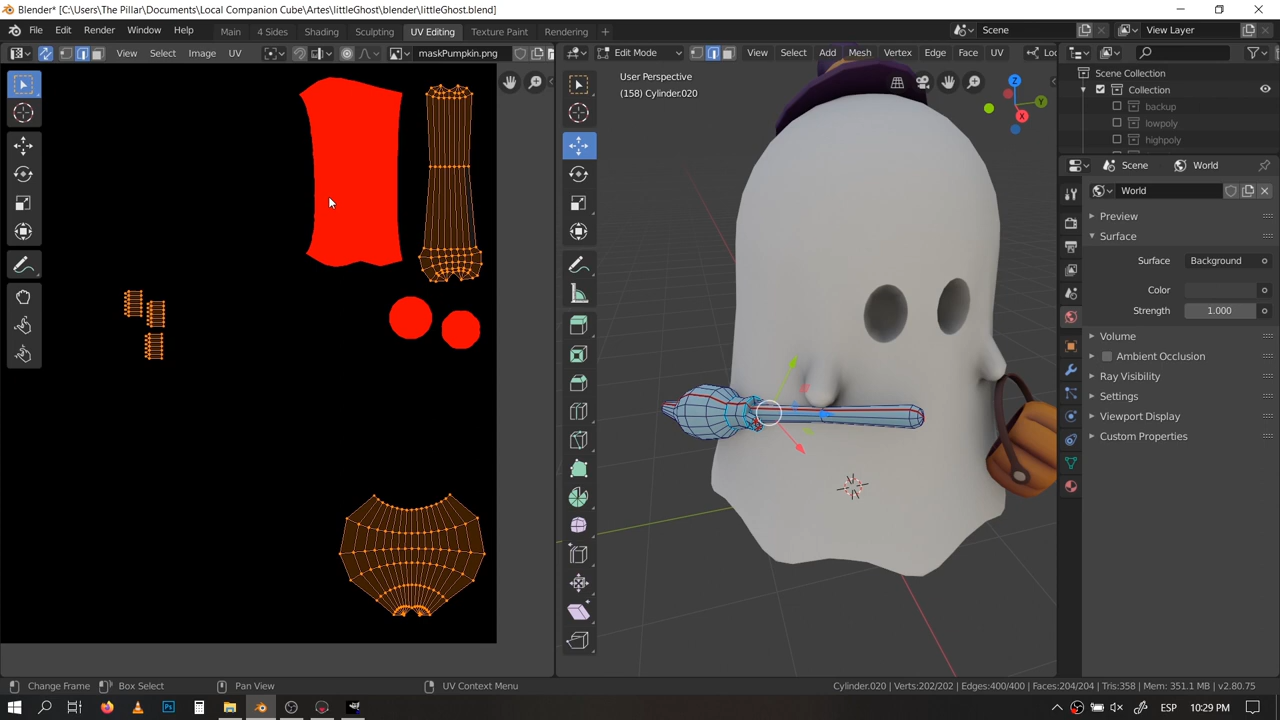 Blender* [C:\Users\The Pillar\Documents\Local Companion Cube\Artes\littleGhost\blender\littleGhost.blend]
File Edit Render Window Help Main 4 Sides Shading Sculpting UV Editing Texture Paint Rendering + Scene View Layer
View Select Image UV maskPumpkin.png Edit Mode View Select Add Mesh Vertex Edge Face UV Loc
User Perspective
(158) Cylinder.020
Z
Y
X
Scene Collection
Collection
backup
lowpoly
highpoly
Scene World
World
Preview
Surface
Surface Background
Color
Strength 1.000
Volume
Ambient Occlusion
Ray Visibility
Settings
Viewport Display
Custom Properties
Change Frame Box Select Pan View UV Context Menu Cylinder.020 | Verts:202/202 | Edges:400/400 | Faces:204/204 | Tris:358 | Mem: 351.1 MB | v2.80.75
ESP 10:29 PM